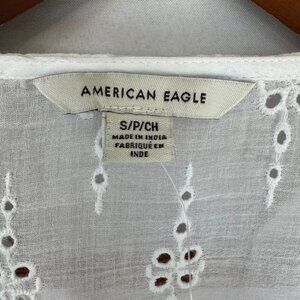 AMERICAN EAGLE
S/P/CH
MADE IN INDIA
FABRIQUÉ EN
INDE